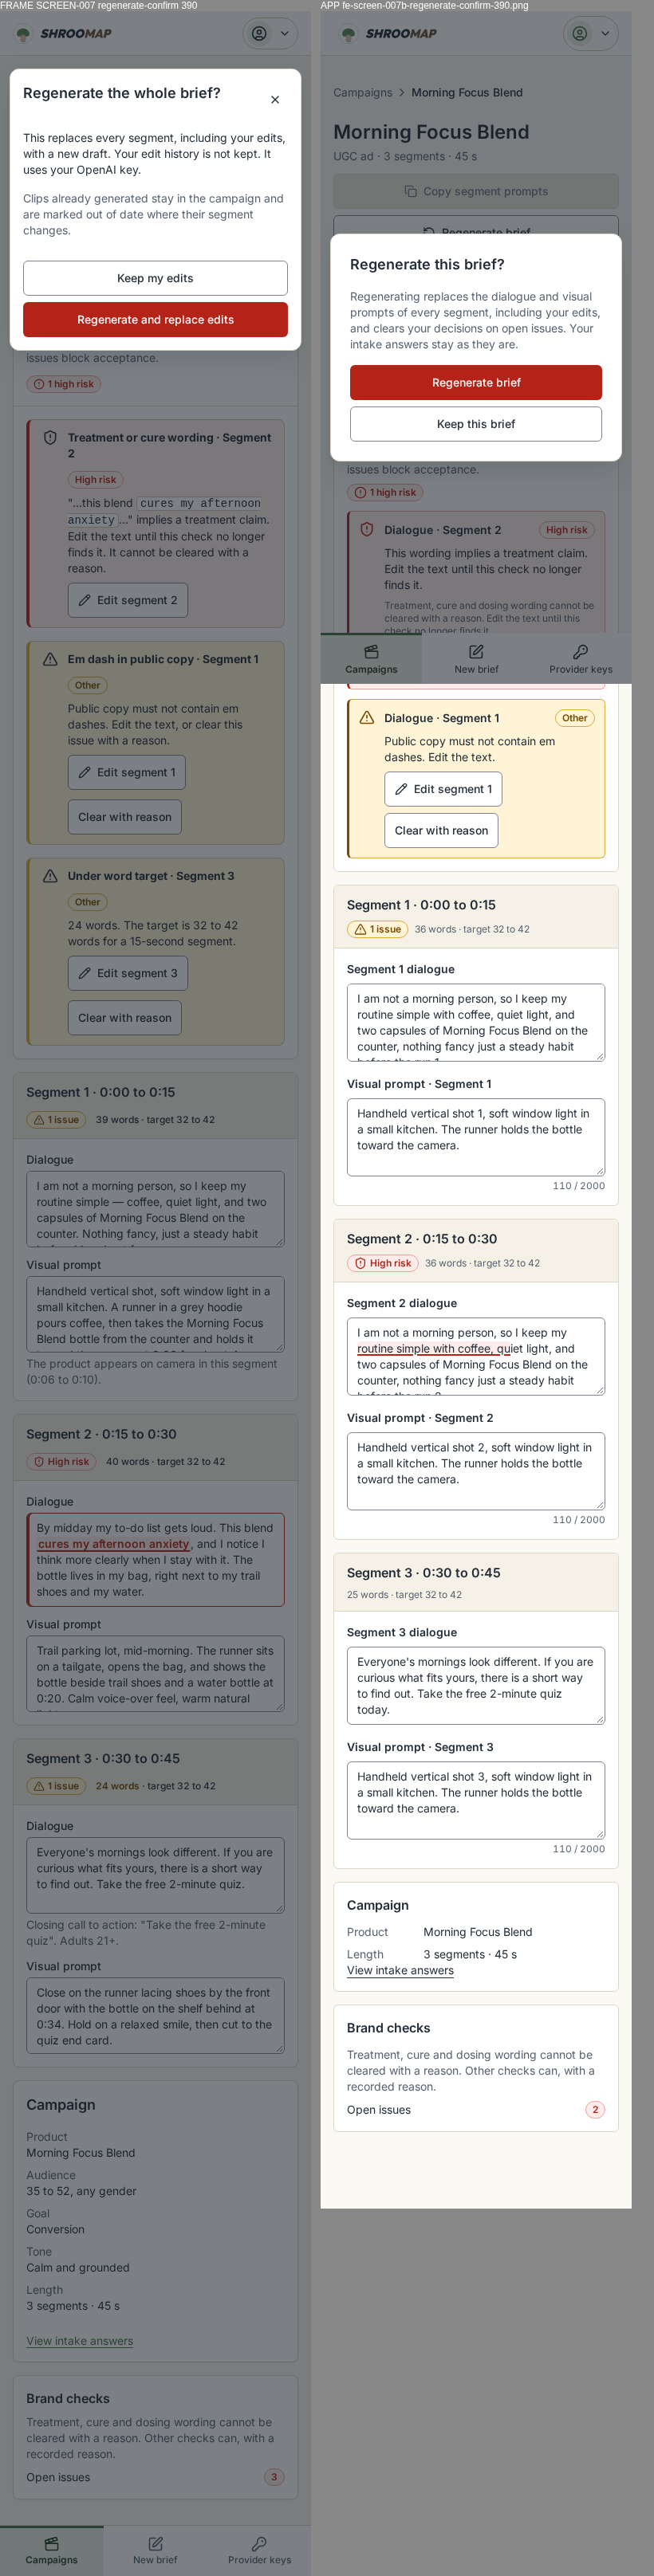 FRAME SCREEN-007 regenerate-confirm 390
SHROOMAP
Regenerate the whole brief?
This replaces every segment, including your edits,
with a new draft. Your edit history is not kept. It
uses your OpenAI key.
Clips already generated stay in the campaign and
are marked out of date where their segment
changes.
Keep my edits
Regenerate and replace edits
issues block acceptance.
1 high risk
Treatment or cure wording · Segment
2
High risk
"...this blend cures my afternoon
anxiety..." implies a treatment claim.
Edit the text until this check no longer
finds it. It cannot be cleared with a
reason.
Edit segment 2
Em dash in public copy · Segment 1
Other
Public copy must not contain em
dashes. Edit the text, or clear this
issue with a reason.
Edit segment 1
Clear with reason
Under word target · Segment 3
Other
24 words. The target is 32 to 42
words for a 15-second segment.
Edit segment 3
Clear with reason
Segment 1 · 0:00 to 0:15
1 issue 39 words · target 32 to 42
Dialogue
I am not a morning person, so I keep my
routine simple — coffee, quiet light, and two
capsules of Morning Focus Blend on the
counter. Nothing fancy, just a steady habit
Visual prompt
Handheld vertical shot, soft window light in a
small kitchen. A runner in a grey hoodie
pours coffee, then takes the Morning Focus
Blend bottle from the counter and holds it
The product appears on camera in this segment
(0:06 to 0:10).
Segment 2 · 0:15 to 0:30
High risk 40 words · target 32 to 42
Dialogue
By midday my to-do list gets loud. This blend
cures my afternoon anxiety, and I notice I
think more clearly when I stay with it. The
bottle lives in my bag, right next to my trail
shoes and my water.
Visual prompt
Trail parking lot, mid-morning. The runner sits
on a tailgate, opens the bag, and shows the
bottle beside trail shoes and a water bottle at
0:20. Calm voice-over feel, warm natural
Segment 3 · 0:30 to 0:45
1 issue 24 words · target 32 to 42
Dialogue
Everyone's mornings look different. If you are
curious what fits yours, there is a short way
to find out. Take the free 2-minute quiz.
Closing call to action: "Take the free 2-minute
quiz". Adults 21+.
Visual prompt
Close on the runner lacing shoes by the front
door with the bottle on the shelf behind at
0:34. Hold on a relaxed smile, then cut to the
quiz end card.
Campaign
Product
Morning Focus Blend
Audience
35 to 52, any gender
Goal
Conversion
Tone
Calm and grounded
Length
3 segments · 45 s
View intake answers
Brand checks
Treatment, cure and dosing wording cannot be
cleared with a reason. Other checks can, with a
recorded reason.
Open issues 3
Campaigns New brief Provider keys
APP fe-screen-007b-regenerate-confirm-390.png
SHROOMAP
Campaigns > Morning Focus Blend
Morning Focus Blend
UGC ad · 3 segments · 45 s
Copy segment prompts
Regenerate brief
Regenerate this brief?
Regenerating replaces the dialogue and visual
prompts of every segment, including your edits,
and clears your decisions on open issues. Your
intake answers stay as they are.
Regenerate brief
Keep this brief
issues block acceptance.
1 high risk
Dialogue · Segment 2 High risk
This wording implies a treatment claim.
Edit the text until this check no longer
finds it.
Treatment, cure and dosing wording cannot be
cleared with a reason. Edit the text until this
check no longer finds it.
Campaigns New brief Provider keys
Dialogue · Segment 1 Other
Public copy must not contain em
dashes. Edit the text.
Edit segment 1
Clear with reason
Segment 1 · 0:00 to 0:15
1 issue 36 words · target 32 to 42
Segment 1 dialogue
I am not a morning person, so I keep my
routine simple with coffee, quiet light, and
two capsules of Morning Focus Blend on the
counter, nothing fancy just a steady habit
before the run 1
Visual prompt · Segment 1
Handheld vertical shot 1, soft window light in
a small kitchen. The runner holds the bottle
toward the camera.
110 / 2000
Segment 2 · 0:15 to 0:30
High risk 36 words · target 32 to 42
Segment 2 dialogue
I am not a morning person, so I keep my
routine simple with coffee, quiet light, and
two capsules of Morning Focus Blend on the
counter, nothing fancy just a steady habit
before the run 2
Visual prompt · Segment 2
Handheld vertical shot 2, soft window light in
a small kitchen. The runner holds the bottle
toward the camera.
110 / 2000
Segment 3 · 0:30 to 0:45
25 words · target 32 to 42
Segment 3 dialogue
Everyone's mornings look different. If you are
curious what fits yours, there is a short way
to find out. Take the free 2-minute quiz
today.
Visual prompt · Segment 3
Handheld vertical shot 3, soft window light in
a small kitchen. The runner holds the bottle
toward the camera.
110 / 2000
Campaign
Product Morning Focus Blend
Length 3 segments · 45 s
View intake answers
Brand checks
Treatment, cure and dosing wording cannot be
cleared with a reason. Other checks can, with a
recorded reason.
Open issues 2